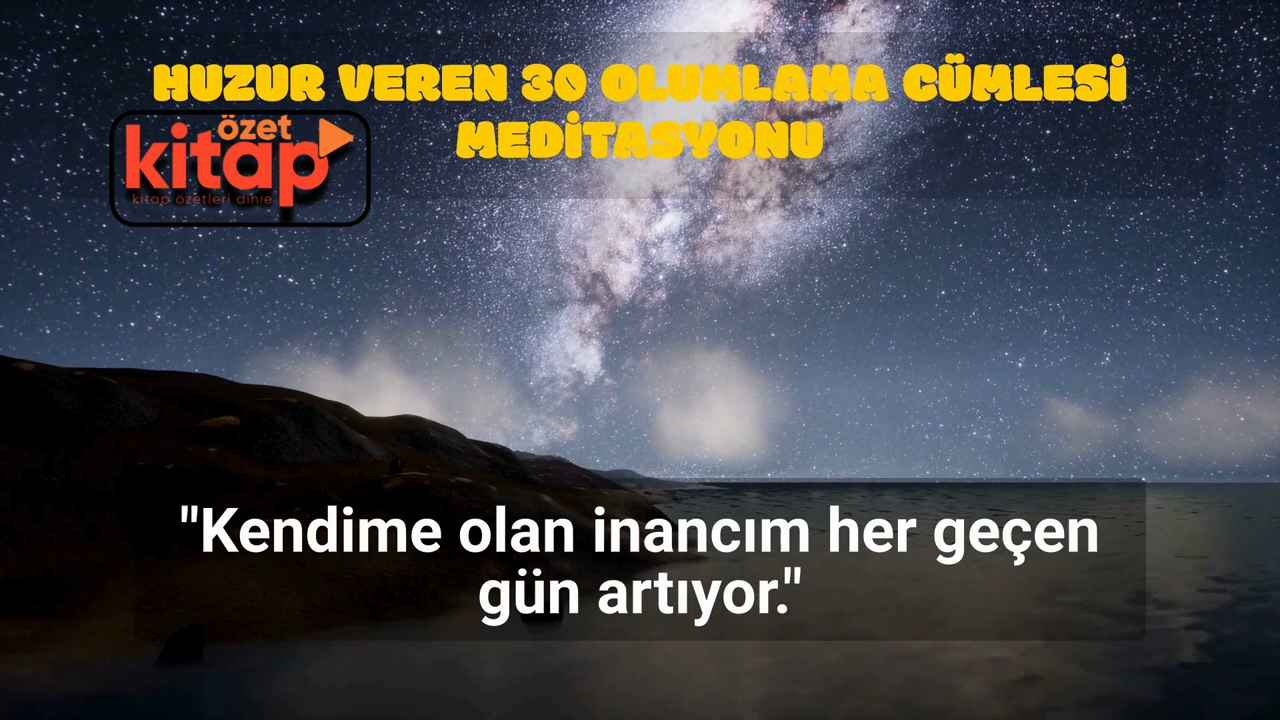 HUZUR VEREN 30 OLUMLAMA CÜMLESİ
MEDİTASYONU
özet
kitap
kitap özetleri dinle
"Kendime olan inancım her geçen
gün artıyor."